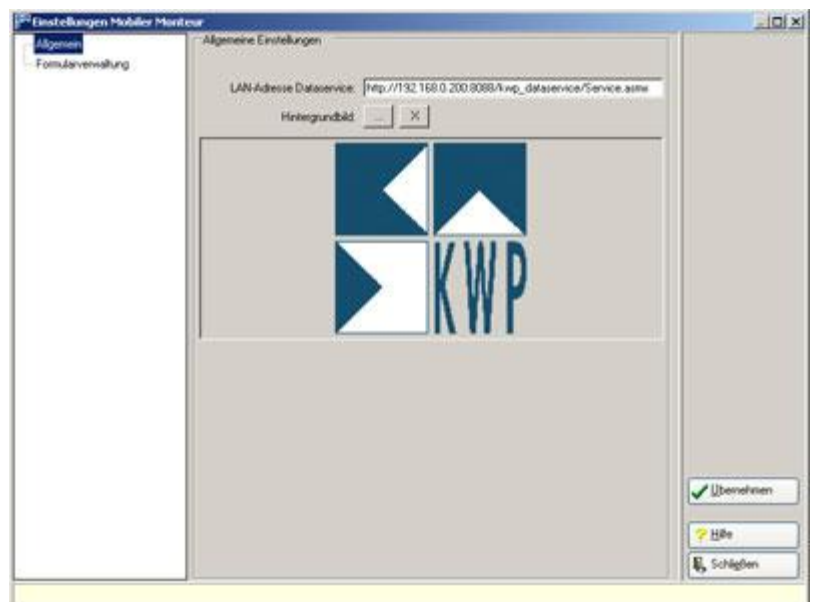 Einstellungen Mobiler Monteur
Allgemein
Formularverwaltung
Allgemeine Einstellungen
LAN-Adresse Dataservice: http://192.168.0.200:8088/kwp_dataservice/Service.asmx
Hintergrundbild: ... X
KWP
Übernehmen
Hilfe
Schließen